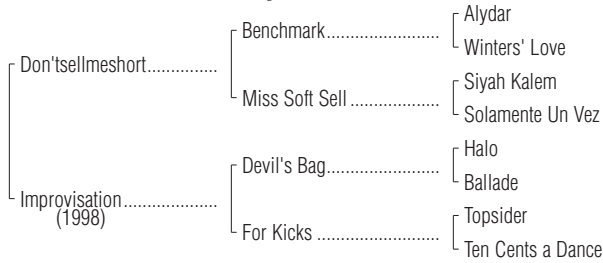 Alydar
Benchmark
Winters' Love
Don'tsellmeshort
Siyah Kalem
Miss Soft Sell
Solamente Un Vez
Halo
Devil's Bag
Ballade
Improvisation
(1998)
Topsider
For Kicks
Ten Cents a Dance